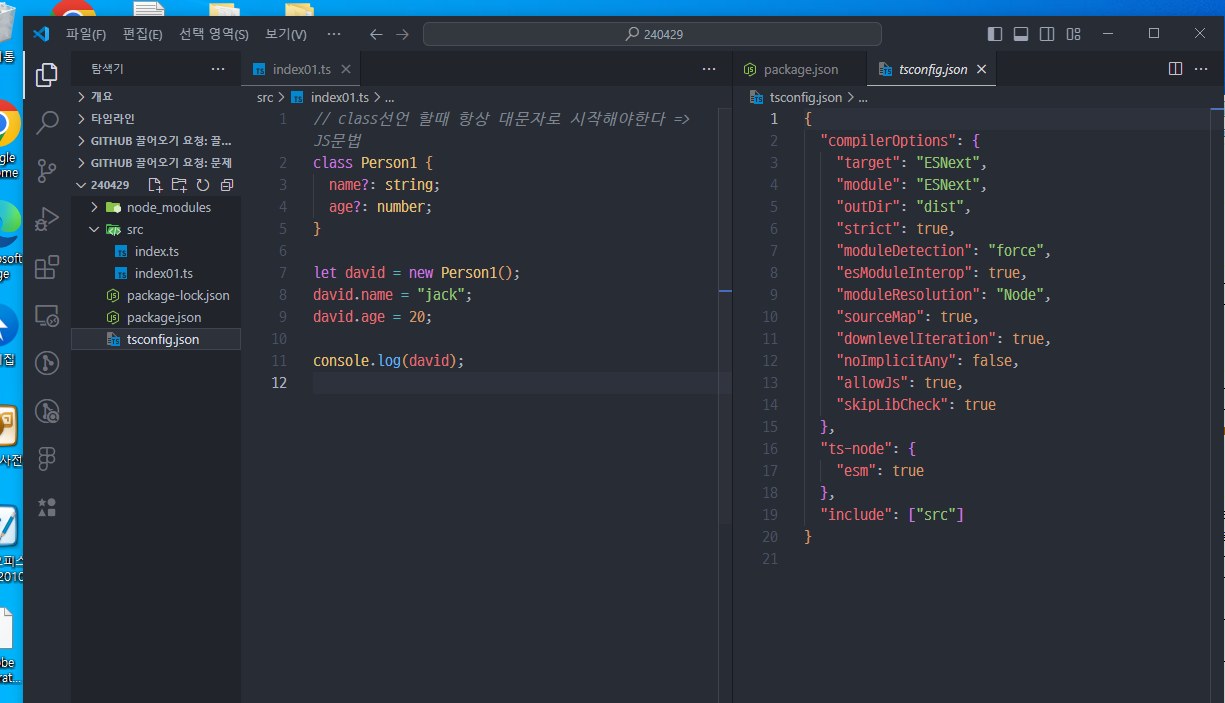 파일(F) 편집(E) 선택 영역(S) 보기(V) ... 240429
탐색기 ...
개요
타임라인
GITHUB 끌어오기 요청: 끌...
GITHUB 끌어오기 요청: 문제
240429
node_modules
src
index.ts
index01.ts
package-lock.json
package.json
tsconfig.json
index01.ts
src > index01.ts > ...
1 // class선언 할때 항상 대문자로 시작해야한다 =>
JS문법
2 class Person1 {
3 name?: string;
4 age?: number;
5 }
6
7 let david = new Person1();
8 david.name = "jack";
9 david.age = 20;
10
11 console.log(david);
12
package.json tsconfig.json
tsconfig.json > ...
1 {
2 "compilerOptions": {
3 "target": "ESNext",
4 "module": "ESNext",
5 "outDir": "dist",
6 "strict": true,
7 "moduleDetection": "force",
8 "esModuleInterop": true,
9 "moduleResolution": "Node",
10 "sourceMap": true,
11 "downlevelIteration": true,
12 "noImplicitAny": false,
13 "allowJs": true,
14 "skipLibCheck": true
15 },
16 "ts-node": {
17 "esm": true
18 },
19 "include": ["src"]
20 }
21
통
gle
me
soft
ge
집
사전
오피스
2010
be
rat...